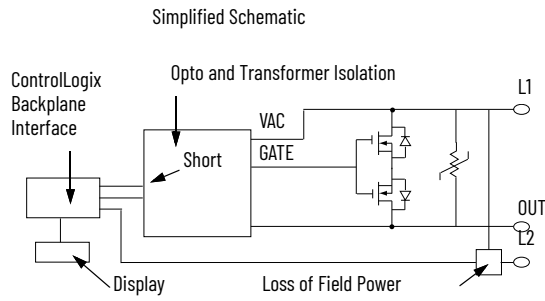 Simplified Schematic
ControlLogix
Backplane
Interface
Opto and Transformer Isolation
L1
VAC
GATE
Short
OUT
L2
Display
Loss of Field Power